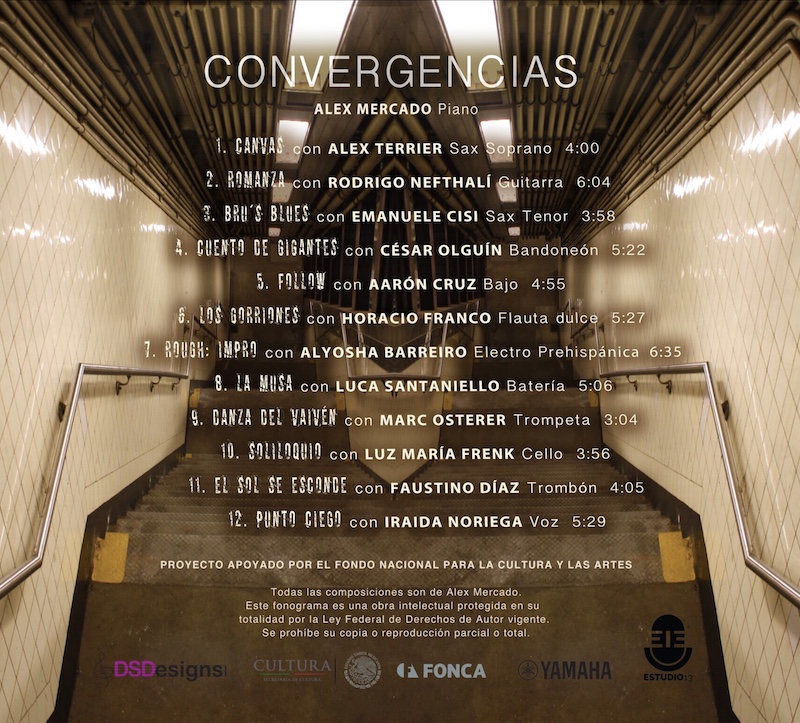 CONVERGENCIAS
ALEX MERCADO Piano
1. CANVAS con ALEX TERRIER Sax Soprano 4:00
2. ROMANZA con RODRIGO NEFTHALÍ Guitarra 6:04
3. BRU'S BLUES con EMANUELE CISI Sax Tenor 3:58
4. CUENTO DE GIGANTES con CÉSAR OLGUÍN Bandoneón 5:22
5. FOLLOW con AARÓN CRUZ Bajo 4:55
6. LOS GORRIONES con HORACIO FRANCO Flauta dulce 5:27
7. ROUGH: IMPRO con ALYOSHA BARREIRO Electro Prehispánica 6:35
8. LA MUSA con LUCA SANTANIELLO Batería 5:06
9. DANZA DEL VAIVÉN con MARC OSTERER Trompeta 3:04
10. SOLILOQUIO con LUZ MARÍA FRENK Cello 3:56
11. EL SOL SE ESCONDE con FAUSTINO DÍAZ Trombón 4:05
12. PUNTO CIEGO con IRAIDA NORIEGA Voz 5:29
PROYECTO APOYADO POR EL FONDO NACIONAL PARA LA CULTURA Y LAS ARTES
Todas las composiciones son de Alex Mercado.
Este fonograma es una obra intelectual protegida en su
totalidad por la Ley Federal de Derechos de Autor vigente.
Se prohíbe su copia o reproducción parcial o total.
DSDesigns
CULTURA
SECRETARÍA DE CULTURA
FONCA
YAMAHA
ESTUDIO13